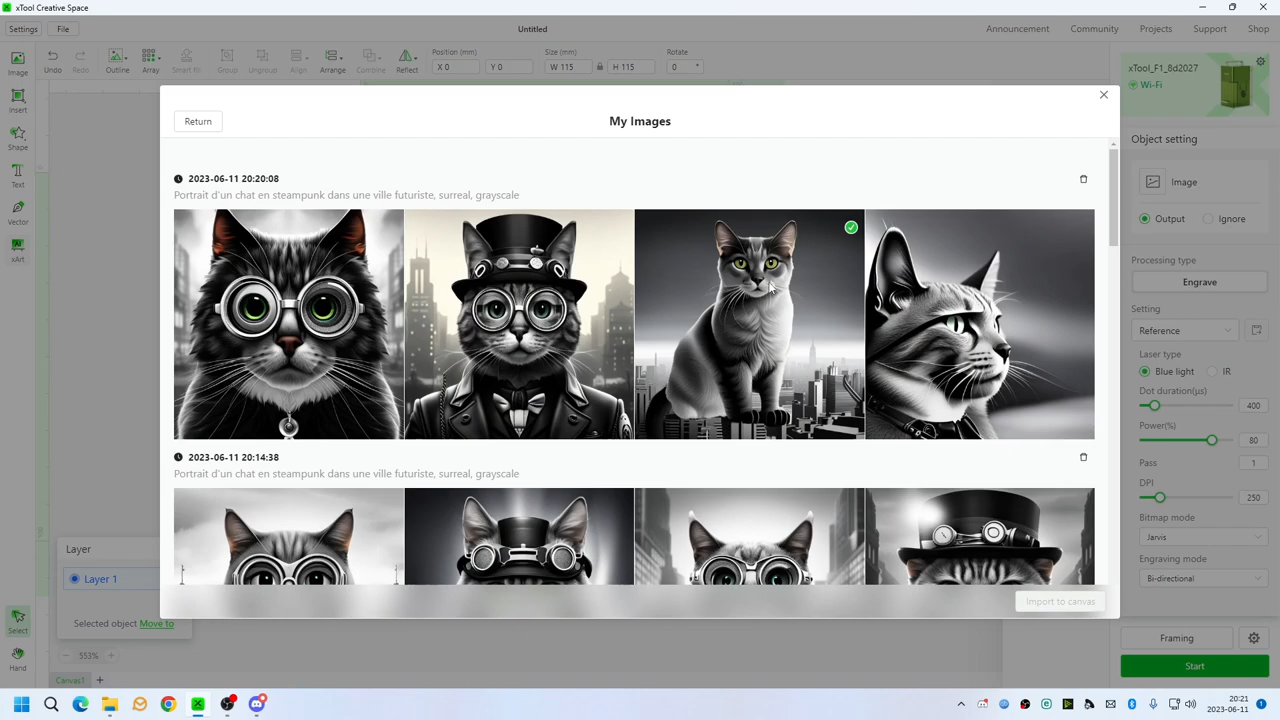 xTool Creative Space
Settings File Untitled Announcement Community Projects Support Shop
Image Undo Redo Outline Array Smart fill Group Ungroup Align Arrange Combine Reflect Position (mm) X 0 Y 0 Size (mm) W 115 H 115 Rotate 0 °
Insert
Shape
Text
Vector
xArt
Select
Hand
Return
My Images
2023-06-11 20:20:08
Portrait d'un chat en steampunk dans une ville futuriste, surreal, grayscale
2023-06-11 20:14:38
Portrait d'un chat en steampunk dans une ville futuriste, surreal, grayscale
Import to canvas
Layer
Layer 1
Selected object Move to
553%
Canvas1
xTool_F1_8d2027
Wi-Fi
Object setting
Image
Output Ignore
Processing type
Engrave
Setting
Reference
Laser type
Blue light IR
Dot duration(µs)
400
Power(%)
80
Pass 1
DPI
250
Bitmap mode
Jarvis
Engraving mode
Bi-directional
Framing
Start
20:21
2023-06-11
1